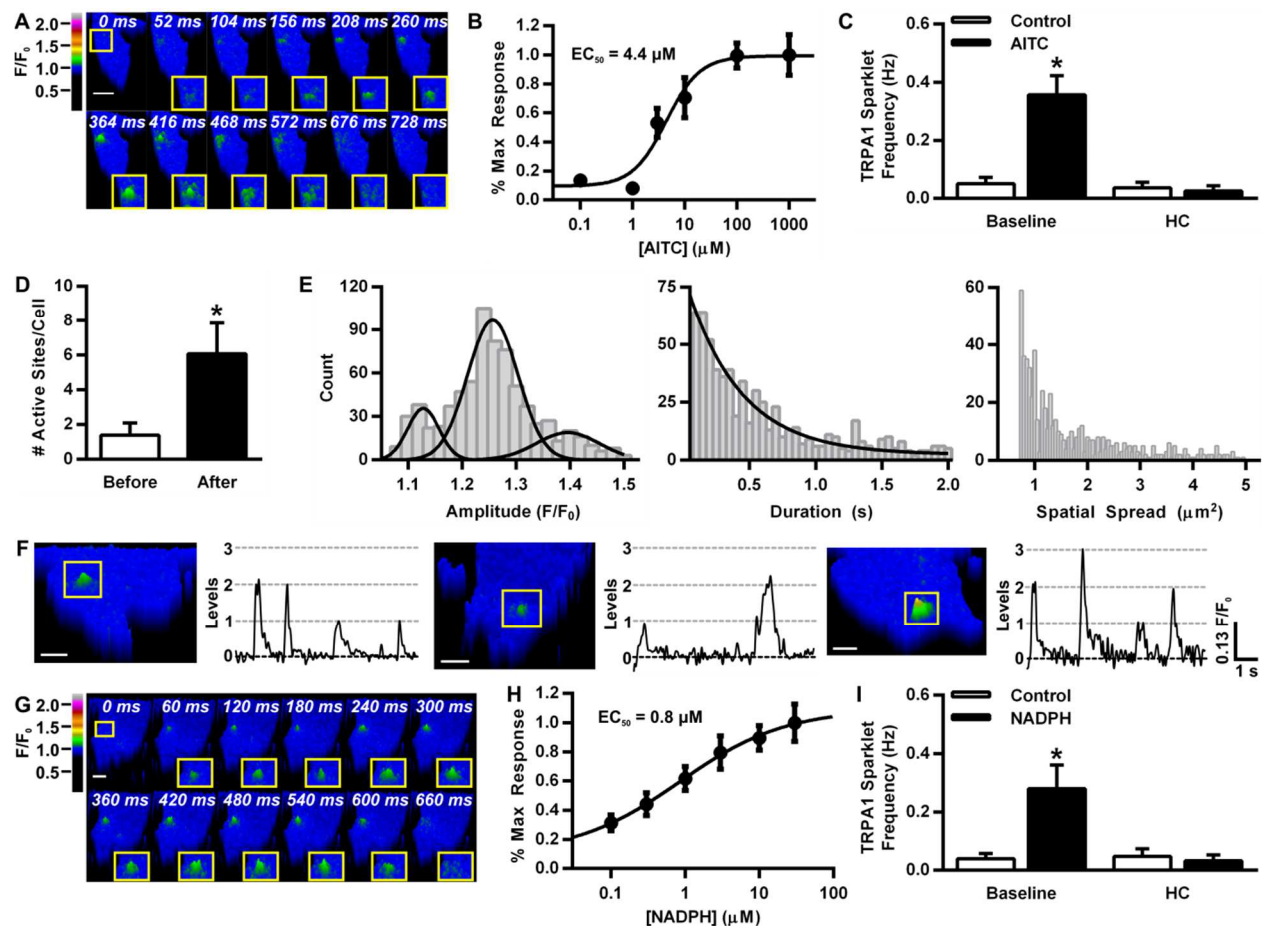 A
F/F0
2.0
1.5
1.0
0.5
0 ms 52 ms 104 ms 156 ms 208 ms 260 ms
364 ms 416 ms 468 ms 572 ms 676 ms 728 ms
B
% Max Response
1.2
1.0
0.8
0.6
0.4
0.2
0.0
EC50 = 4.4 µM
0.1 1 10 100 1000
[AITC] (µM)
C
TRPA1 Sparklet
Frequency (Hz)
0.6
0.4
0.2
0.0
Control
AITC
*
Baseline HC
D
# Active Sites/Cell
10
8
6
4
2
0
*
Before After
E
Count
120
90
60
30
0
1.1 1.2 1.3 1.4 1.5
Amplitude (F/F0)
75
50
25
0
0.5 1.0 1.5 2.0
Duration (s)
60
40
20
0
1 2 3 4 5
Spatial Spread (µm2)
F
Levels
3
2
1
0
Levels
3
2
1
0
Levels
3
2
1
0
0.13 F/F0
1 s
G
F/F0
2.0
1.5
1.0
0.5
0 ms 60 ms 120 ms 180 ms 240 ms 300 ms
360 ms 420 ms 480 ms 540 ms 600 ms 660 ms
H
% Max Response
1.2
1.0
0.8
0.6
0.4
0.2
0.0
EC50 = 0.8 µM
0.1 1 10 100
[NADPH] (µM)
I
TRPA1 Sparklet
Frequency (Hz)
0.6
0.4
0.2
0.0
Control
NADPH
*
Baseline HC